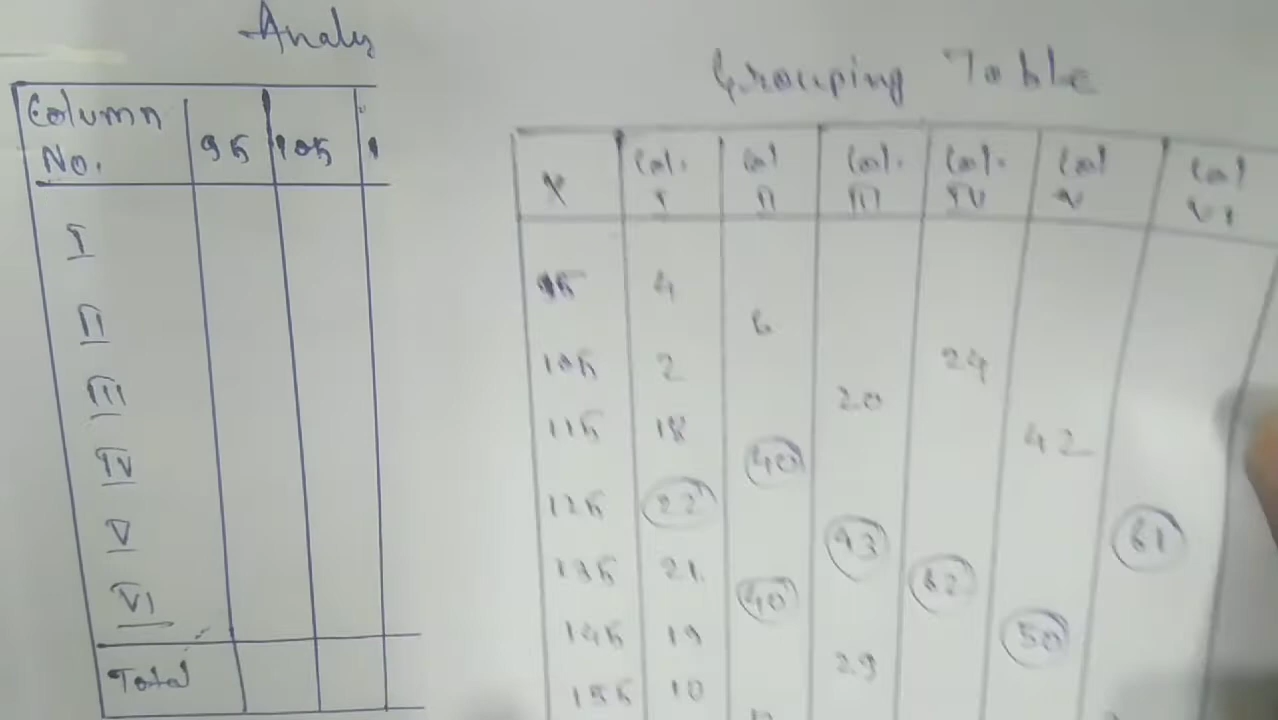 Analy
Column No. 95 105 1
I
II
III
IV
V
VI
Total
Grouping Table
X Col. I Col II Col. III Col. IV Col V Col VI
95 4
6
105 2 24
20
115 18 42
40
125 22 61
43
135 21 62
40
145 19 50
29
155 10